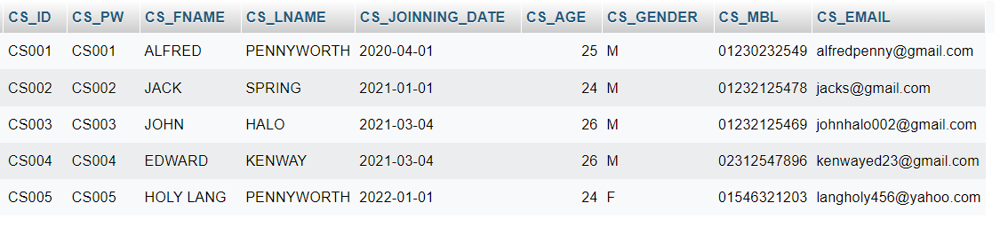 CS_ID CS_PW CS_FNAME CS_LNAME CS_JOINNING_DATE CS_AGE CS_GENDER CS_MBL CS_EMAIL
CS001 CS001 ALFRED PENNYWORTH 2020-04-01 25 M 01230232549 alfredpenny@gmail.com
CS002 CS002 JACK SPRING 2021-01-01 24 M 01232125478 jacks@gmail.com
CS003 CS003 JOHN HALO 2021-03-04 26 M 01232125469 johnhalo002@gmail.com
CS004 CS004 EDWARD KENWAY 2021-03-04 26 M 02312547896 kenwayed23@gmail.com
CS005 CS005 HOLY LANG PENNYWORTH 2022-01-01 24 F 01546321203 langholy456@yahoo.com